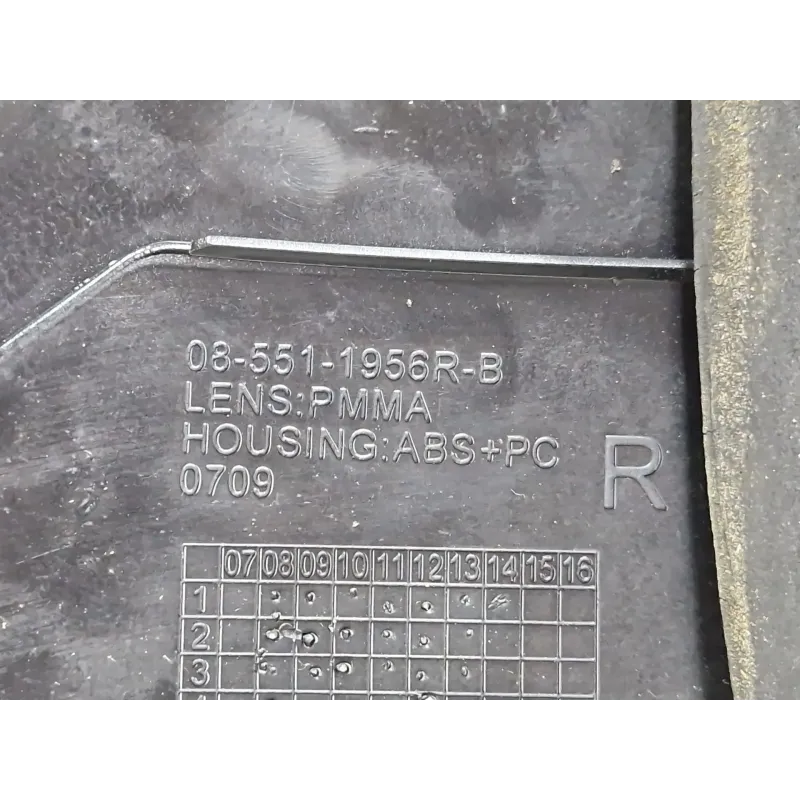 08-551-1956R-B
LENS:PMMA
HOUSING:ABS+PC
0709
R
07 08 09 10 11 12 13 14 15 16
1
2
3